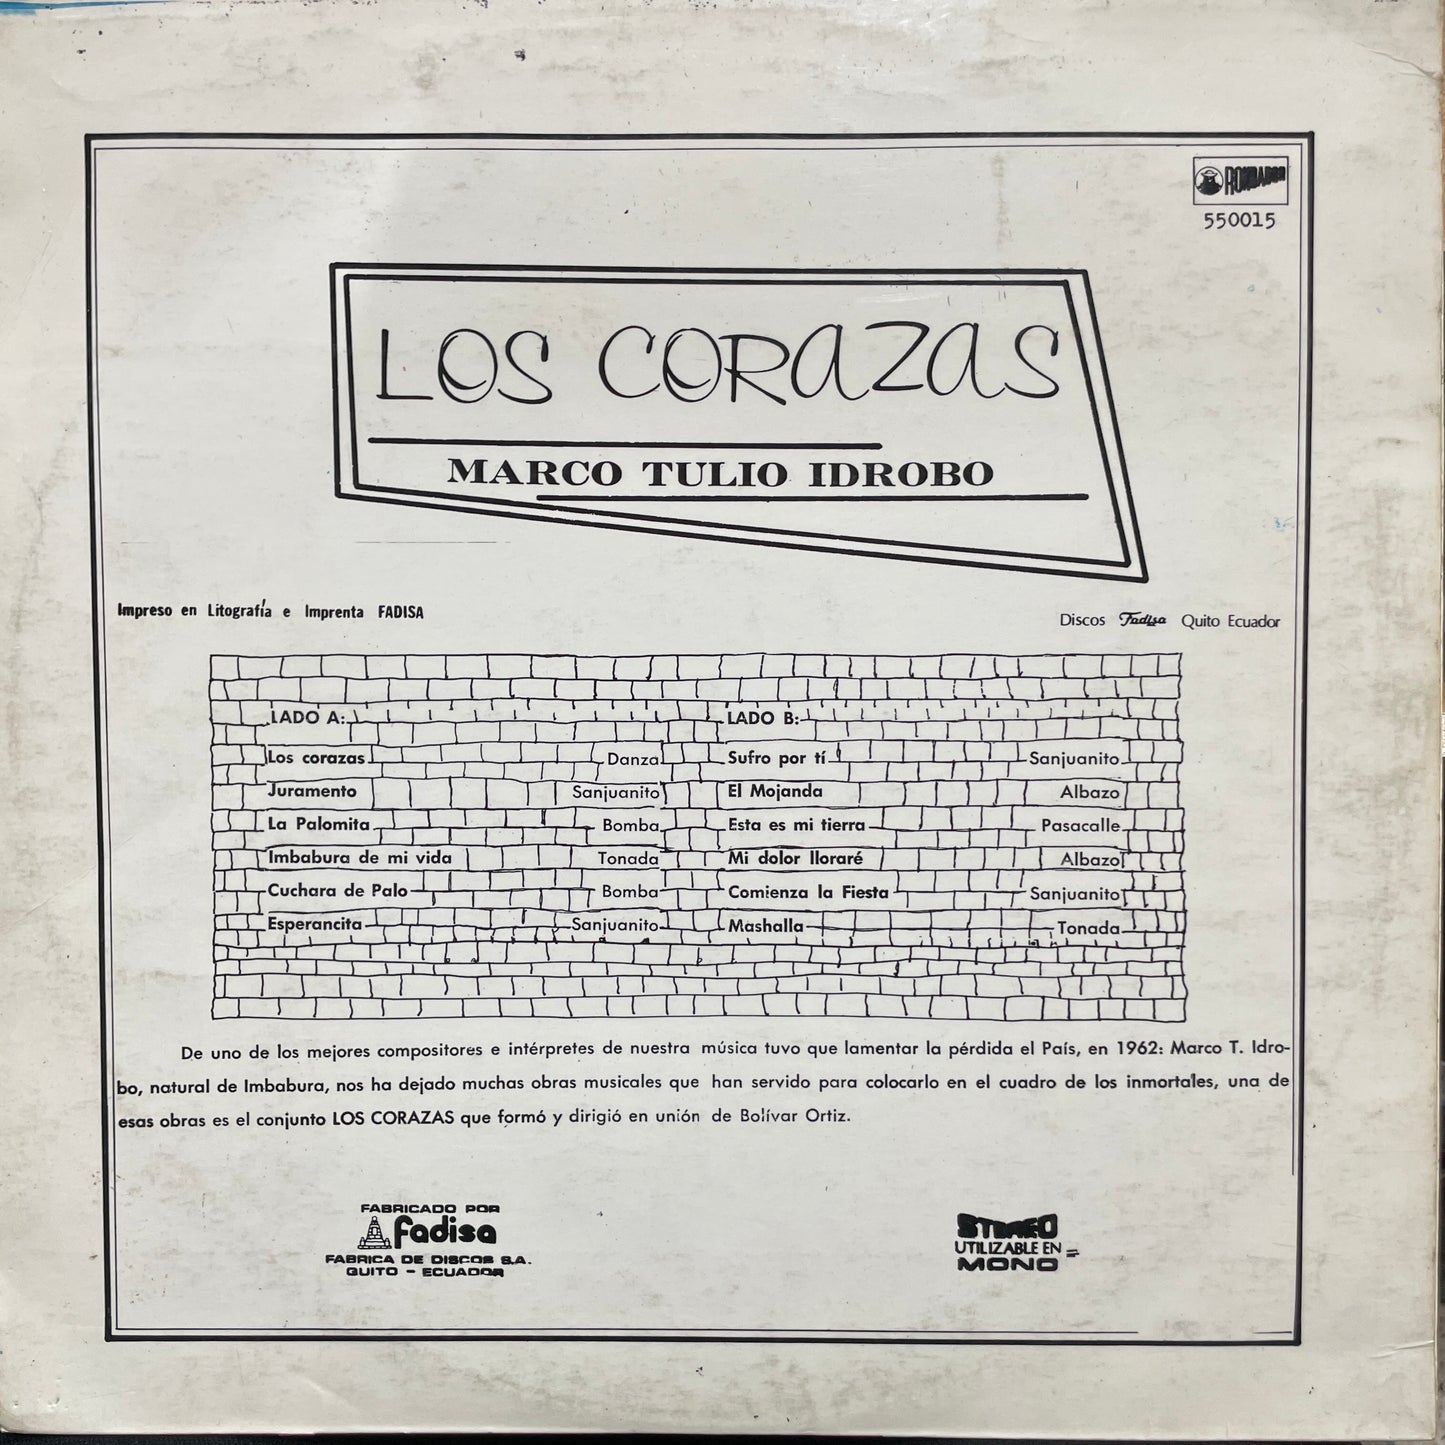 RONDADOR
550015
LOS CORAZAS
MARCO TULIO IDROBO
Impreso en Litografía e Imprenta FADISA
Discos Fadisa Quito Ecuador
LADO A:
Los corazas Danza
Juramento Sanjuanito
La Palomita Bomba
Imbabura de mi vida Tonada
Cuchara de Palo Bomba
Esperancita Sanjuanito
LADO B:
Sufro por tí Sanjuanito
El Mojanda Albazo
Esta es mi tierra Pasacalle
Mi dolor lloraré Albazo
Comienza la Fiesta Sanjuanito
Mashalla Tonada
De uno de los mejores compositores e intérpretes de nuestra música tuvo que lamentar la pérdida el País, en 1962: Marco T. Idro-
bo, natural de Imbabura, nos ha dejado muchas obras musicales que han servido para colocarlo en el cuadro de los inmortales, una de
esas obras es el conjunto LOS CORAZAS que formó y dirigió en unión de Bolívar Ortiz.
FABRICADO POR
fadisa
FABRICA DE DISCOS S.A.
QUITO - ECUADOR
STEREO
UTILIZABLE EN
MONO